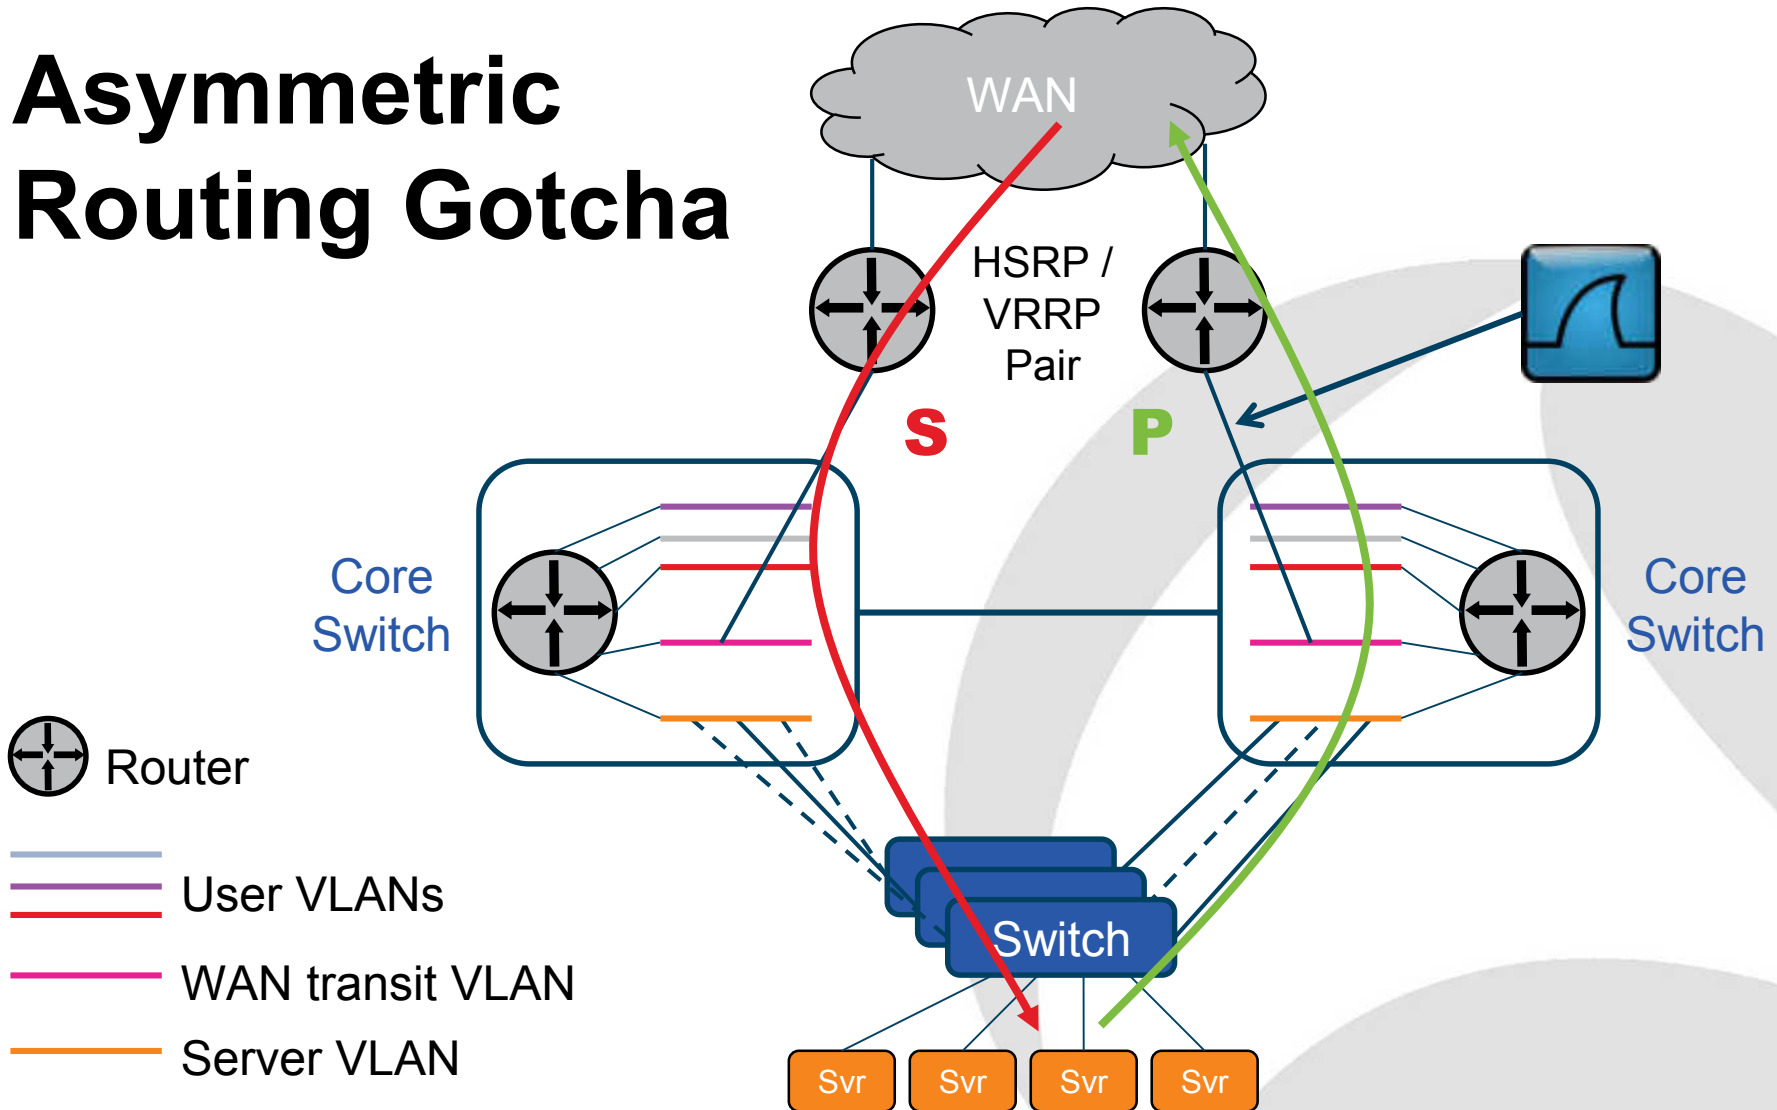 Asymmetric
Routing Gotcha
WAN
HSRP /
VRRP
Pair
S
P
Core
Switch
Core
Switch
Router
User VLANs
WAN transit VLAN
Server VLAN
Switch
Svr
Svr
Svr
Svr